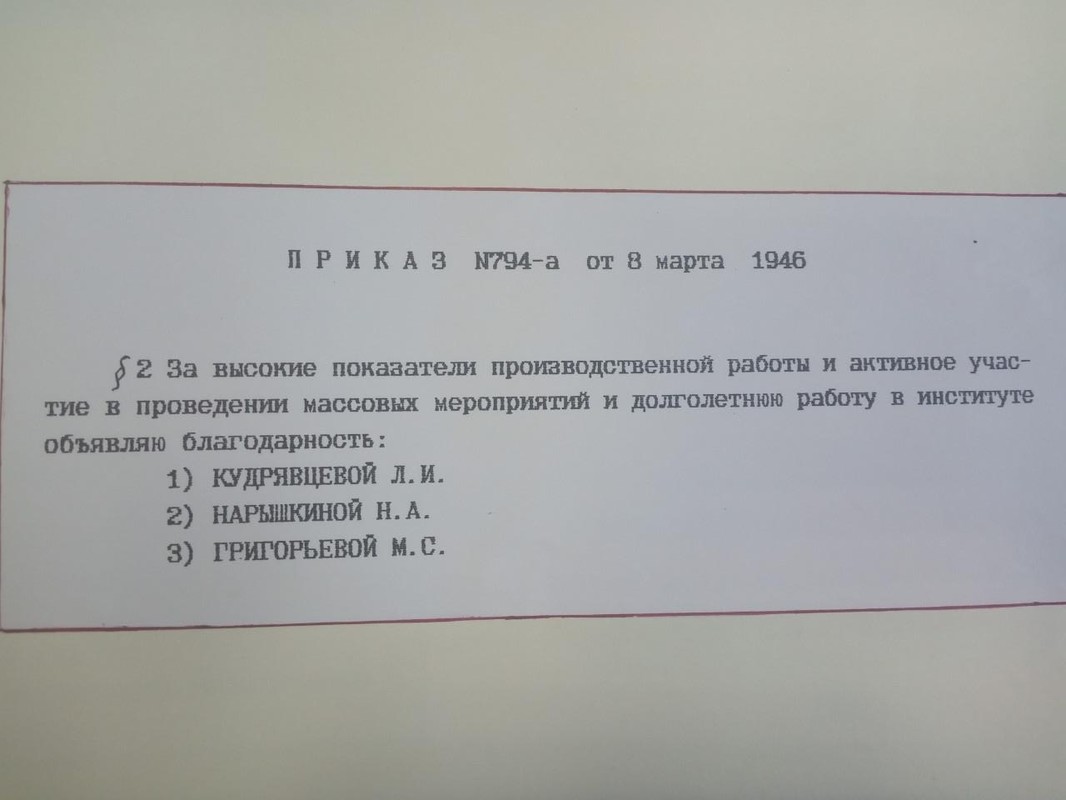 П Р И К А З N794-а от 8 марта 1946
§ 2 За высокие показатели производственной работы и активное учас-
тие в проведении массовых мероприятий и долголетнюю работу в институте
объявляю благодарность:
1) КУДРЯВЦЕВОЙ Л.И.
2) НАРЫШКИНОЙ Н.А.
3) ГРИГОРЬЕВОЙ М.С.